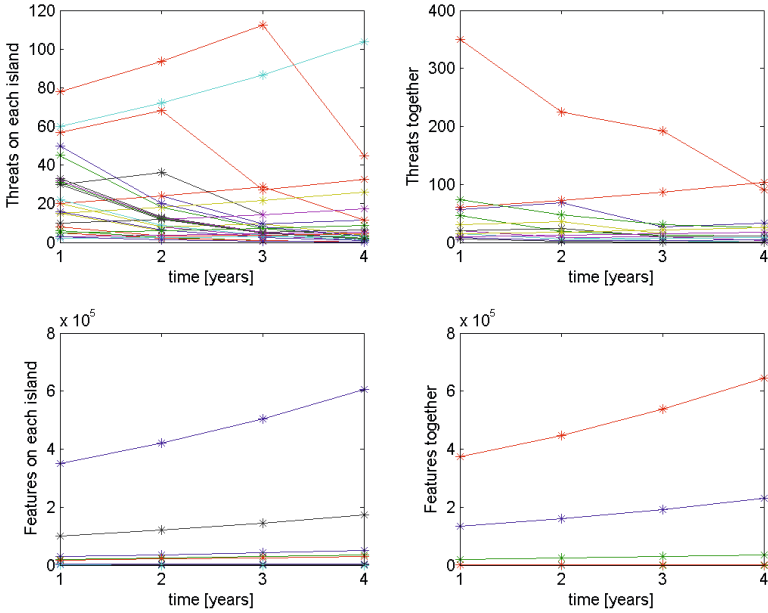 120
100
80
60
40
20
0
Threats on each island
1 2 3 4
time [years]
400
300
200
100
0
Threats together
1 2 3 4
time [years]
x 10^5
8
6
4
2
0
Features on each island
1 2 3 4
time [years]
x 10^5
8
6
4
2
0
Features together
1 2 3 4
time [years]